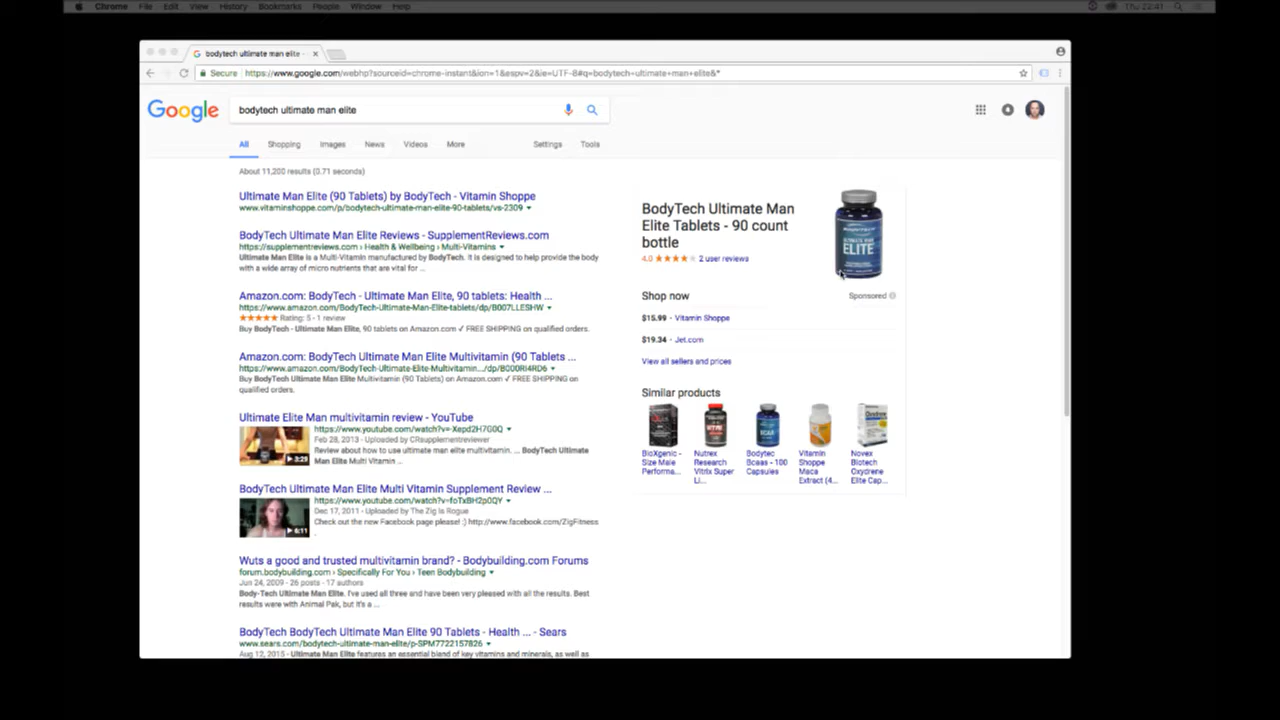 Chrome File Edit View History Bookmarks People Window Help Thu 22:41
bodytech ultimate man elite
Secure https://www.google.com/webhp?sourceid=chrome-instant&ion=1&espv=2&ie=UTF-8#q=bodytech+ultimate+man+elite&*
Google
bodytech ultimate man elite
All Shopping Images News Videos More Settings Tools
About 11,200 results (0.71 seconds)
Ultimate Man Elite (90 Tablets) by BodyTech - Vitamin Shoppe
www.vitaminshoppe.com/p/bodytech-ultimate-man-elite-90-tablets/vs-2309
Ultimate Man Elite Reviews - SupplementReviews.com
https://supplementreviews.com › Health & Wellbeing › Multi-Vitamins
Ultimate Man Elite is a Multi-Vitamin manufactured by BodyTech. It is designed to help provide the body
with a wide array of micro nutrients that are vital for ...
Amazon.com: BodyTech - Ultimate Man Elite, 90 tablets: Health ...
https://www.amazon.com/BodyTech-Ultimate-Man-Elite-tablets/dp/B007LLESHW
Rating: 5 - 1 review
Buy BodyTech - Ultimate Man Elite, 90 tablets on Amazon.com ✓ FREE SHIPPING on qualified orders.
Amazon.com: BodyTech Ultimate Man Elite Multivitamin (90 Tablets ...
https://www.amazon.com/BodyTech-Ultimate-Elite-Multivitamin.../dp/B000RI4RD6
Buy BodyTech Ultimate Man Elite Multivitamin (90 Tablets) on Amazon.com ✓ FREE SHIPPING on
qualified orders.
Ultimate Elite Man multivitamin review - YouTube
https://www.youtube.com/watch?v=-Xepd2H7G0Q
Feb 28, 2013 - Uploaded by CRsupplementreviewer
Review about how to use ultimate man elite multivitamin. ... BodyTech Ultimate
Man Elite Multi Vitamin ...
3:29
BodyTech Ultimate Man Elite Multi Vitamin Supplement Review ...
https://www.youtube.com/watch?v=foTxBH2p0QY
Dec 17, 2011 - Uploaded by The Zig Is Rogue
Check out the new Facebook page please! :) http://www.facebook.com/ZigFitness
.
6:11
Wuts a good and trusted multivitamin brand? - Bodybuilding.com Forums
forum.bodybuilding.com › Specifically For You › Teen Bodybuilding
Jun 24, 2009 - 26 posts - 17 authors
Body-Tech Ultimate Man Elite. I've used all three and have been very pleased with all the results. Best
results were with Animal Pak, but it's a ...
BodyTech BodyTech Ultimate Man Elite 90 Tablets - Health ... - Sears
www.sears.com/bodytech-ultimate-man-elite/p-SPM7722157826
Aug 12, 2015 - Ultimate Man Elite features an essential blend of key vitamins and minerals, as well as
BodyTech Ultimate Man
Elite Tablets - 90 count
bottle
4.0 2 user reviews
BODYTECH
ULTIMATE MAN
ELITE
Shop now Sponsored
$15.99 - Vitamin Shoppe
$19.34 - Jet.com
View all sellers and prices
Similar products
BioXgenic -
Size Male
Performa...
Nutrex
Research
Vitrix Super
Li...
Bodytec
Bcaas - 100
Capsules
Vitamin
Shoppe
Maca
Extract (4...
Novex
Biotech
Oxydrene
Elite Cap...